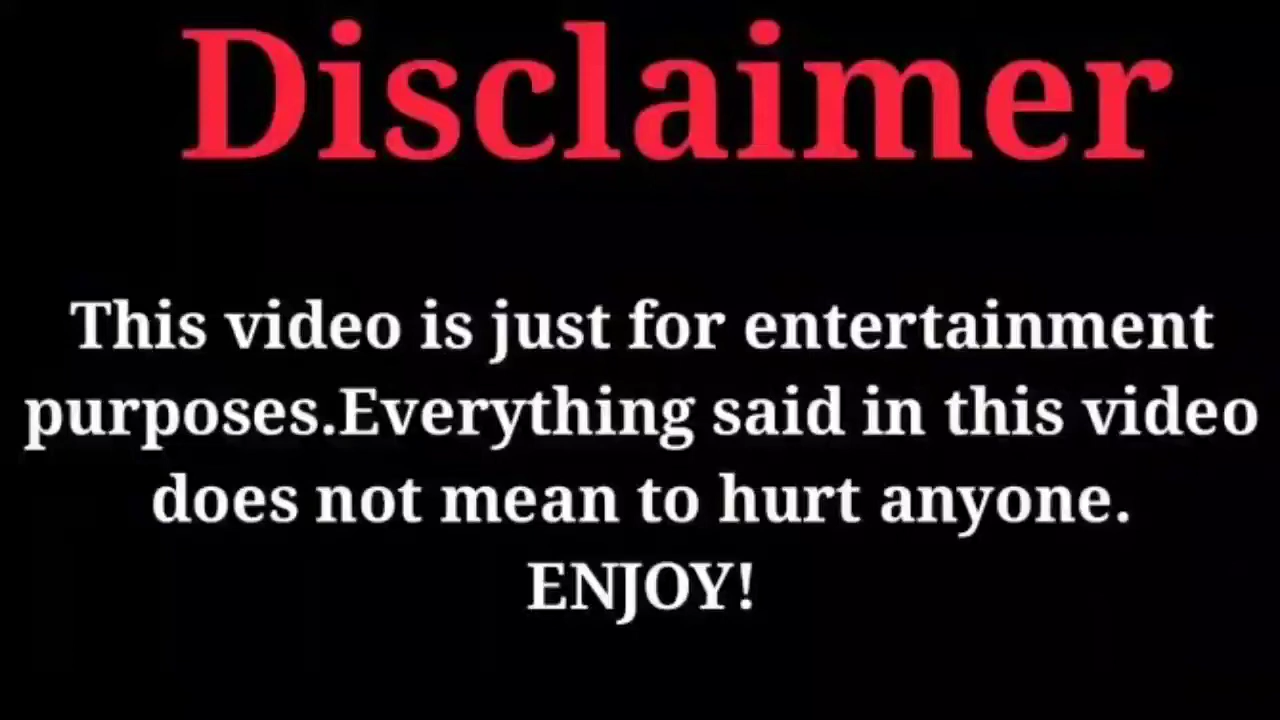 Disclaimer
This video is just for entertainment
purposes.Everything said in this video
does not mean to hurt anyone.
ENJOY!